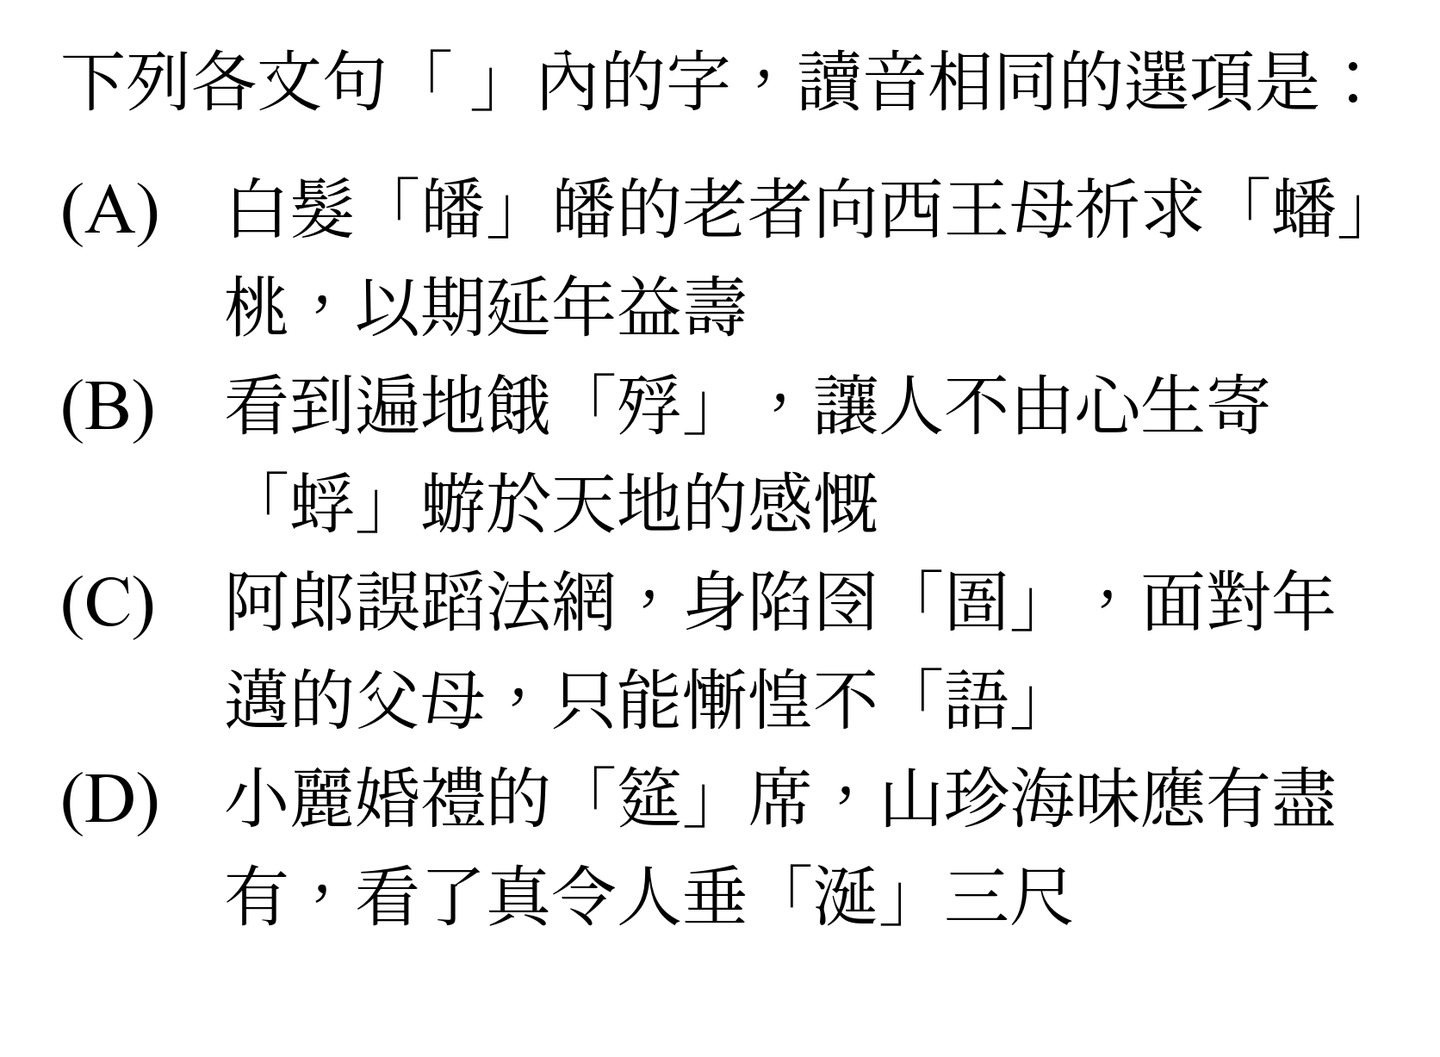 下列各文句「 」內的字，讀音相同的選項是：
(A) 白髮「皤」皤的老者向西王母祈求「蟠」
桃，以期延年益壽
(B) 看到遍地餓「殍」，讓人不由心生寄
「蜉」蝣於天地的感慨
(C) 阿郎誤蹈法網，身陷囹「圄」，面對年
邁的父母，只能慚惶不「語」
(D) 小麗婚禮的「筵」席，山珍海味應有盡
有，看了真令人垂「涎」三尺